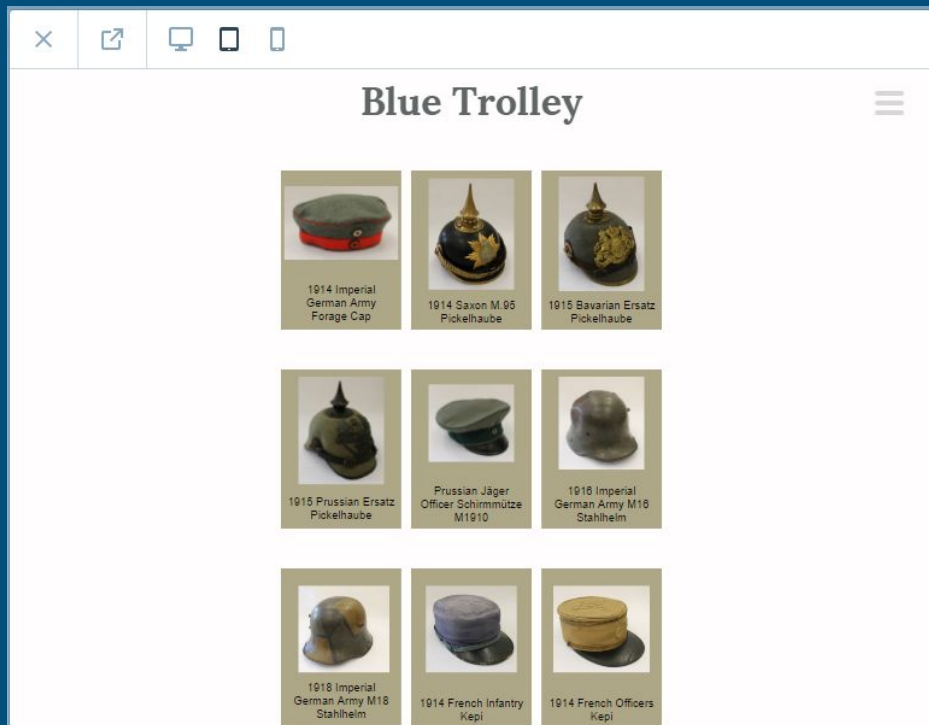 Blue Trolley
1914 Imperial
German Army
Forage Cap
1914 Saxon M.95
Pickelhaube
1915 Bavarian Ersatz
Pickelhaube
1915 Prussian Ersatz
Pickelhaube
Prussian Jäger
Officer Schirmmütze
M1910
1916 Imperial
German Army M16
Stahlhelm
1918 Imperial
German Army M18
Stahlhelm
1914 French Infantry
Kepi
1914 French Officers
Kepi